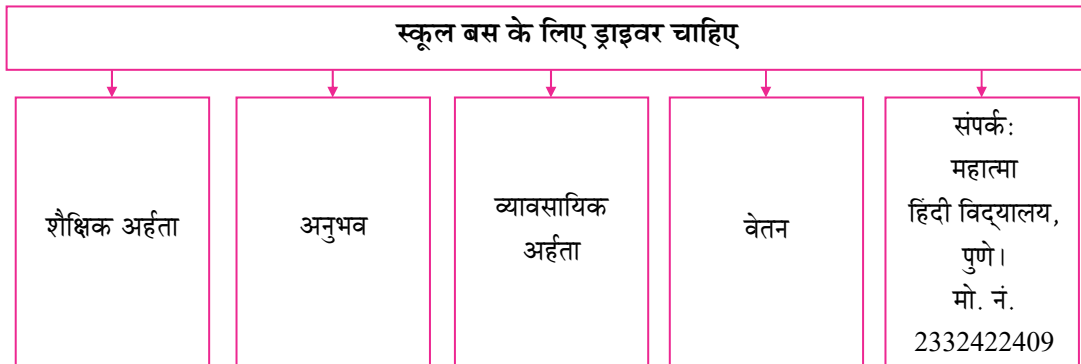 स्कूल बस के लिए ड्राइवर चाहिए
शैक्षिक अर्हता
अनुभव
व्यावसायिक
अर्हता
वेतन
संपर्क:
महात्मा
हिंदी विद्‌यालय,
पुणे।
मो. नं.
2332422409